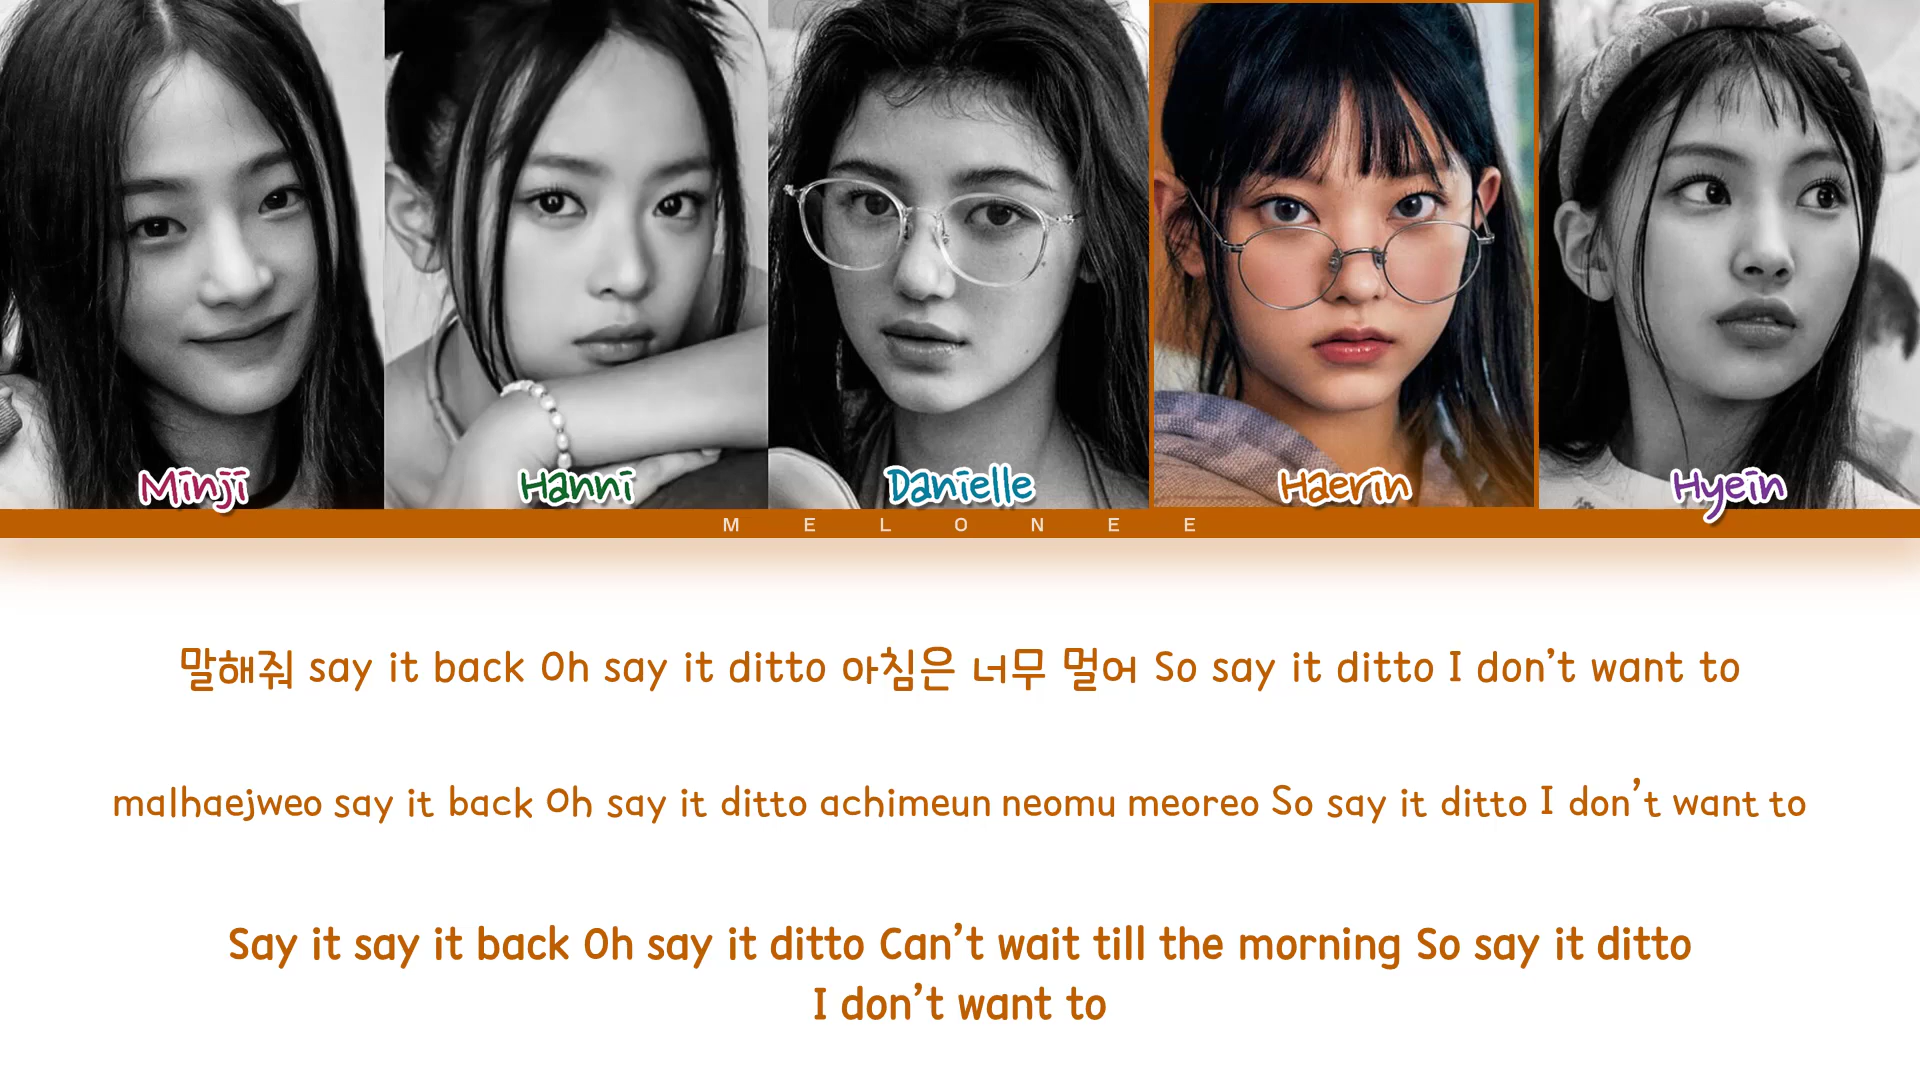 Minji
Hanni
Danielle
Haerin
Hyein
MELONEE
말해줘 say it back Oh say it ditto 아침은 너무 멀어 So say it ditto I don't want to
malhaejweo say it back Oh say it ditto achimeun neomu meoreo So say it ditto I don't want to
Say it say it back Oh say it ditto Can't wait till the morning So say it ditto
I don't want to